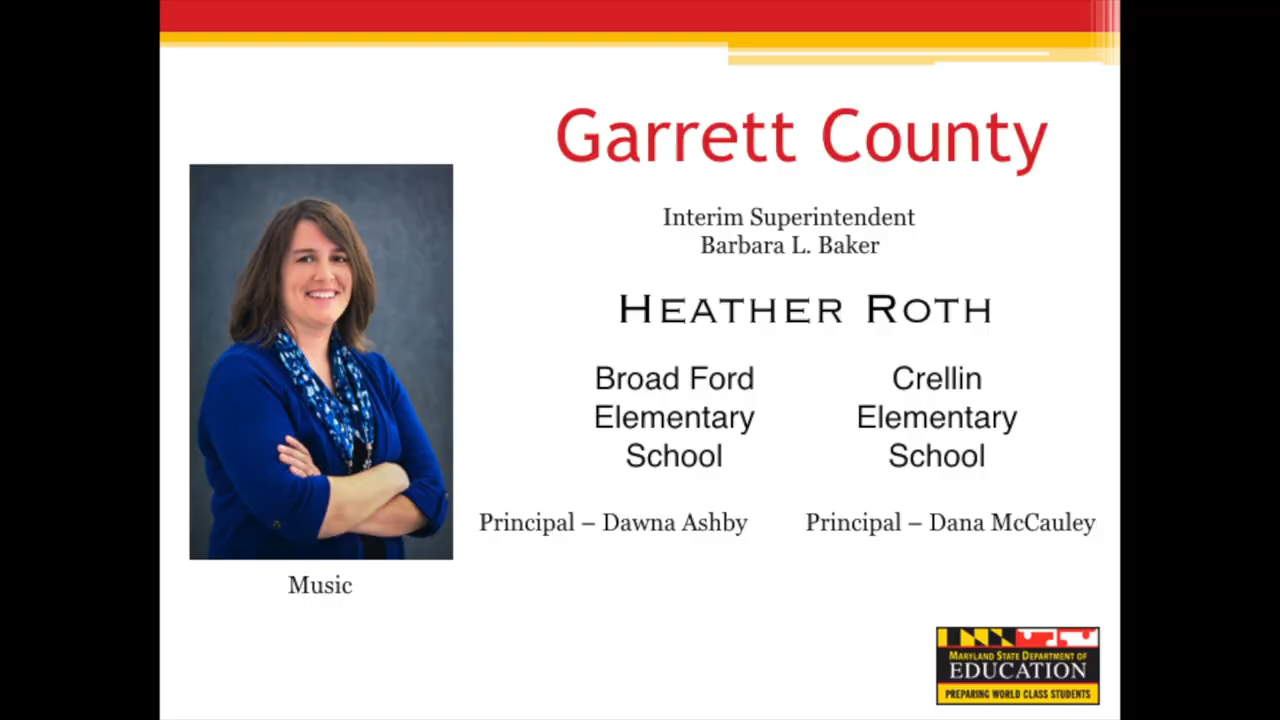 Garrett County
Interim Superintendent
Barbara L. Baker
HEATHER ROTH
Broad Ford
Elementary
School
Crellin
Elementary
School
Principal – Dawna Ashby
Principal – Dana McCauley
Music
MARYLAND STATE DEPARTMENT OF
EDUCATION
PREPARING WORLD CLASS STUDENTS